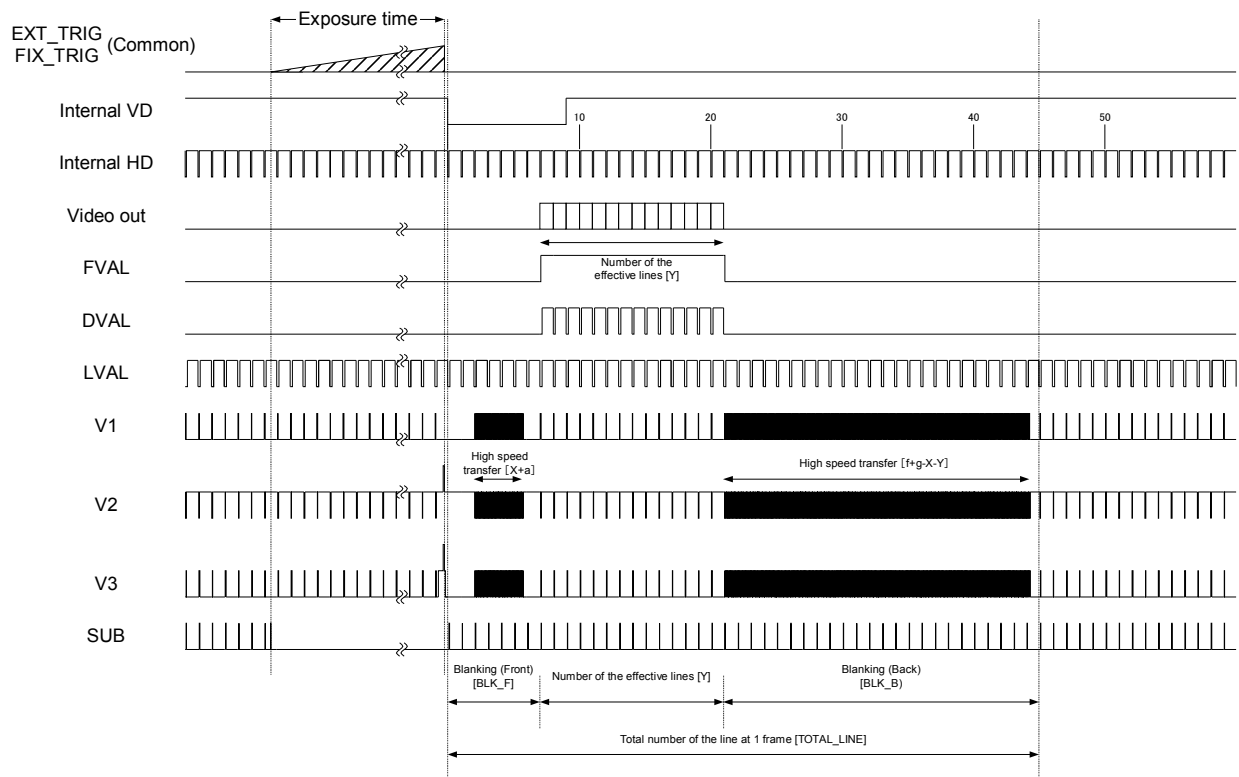 Exposure time
EXT_TRIG
FIX_TRIG (Common)
Internal VD
10 20 30 40 50
Internal HD
Video out
FVAL
Number of the
effective lines [Y]
DVAL
LVAL
V1
High speed
transfer [X+a]
High speed transfer [f+g-X-Y]
V2
V3
SUB
Blanking (Front)
[BLK_F]
Number of the effective lines [Y]
Blanking (Back)
[BLK_B)
Total number of the line at 1 frame [TOTAL_LINE]